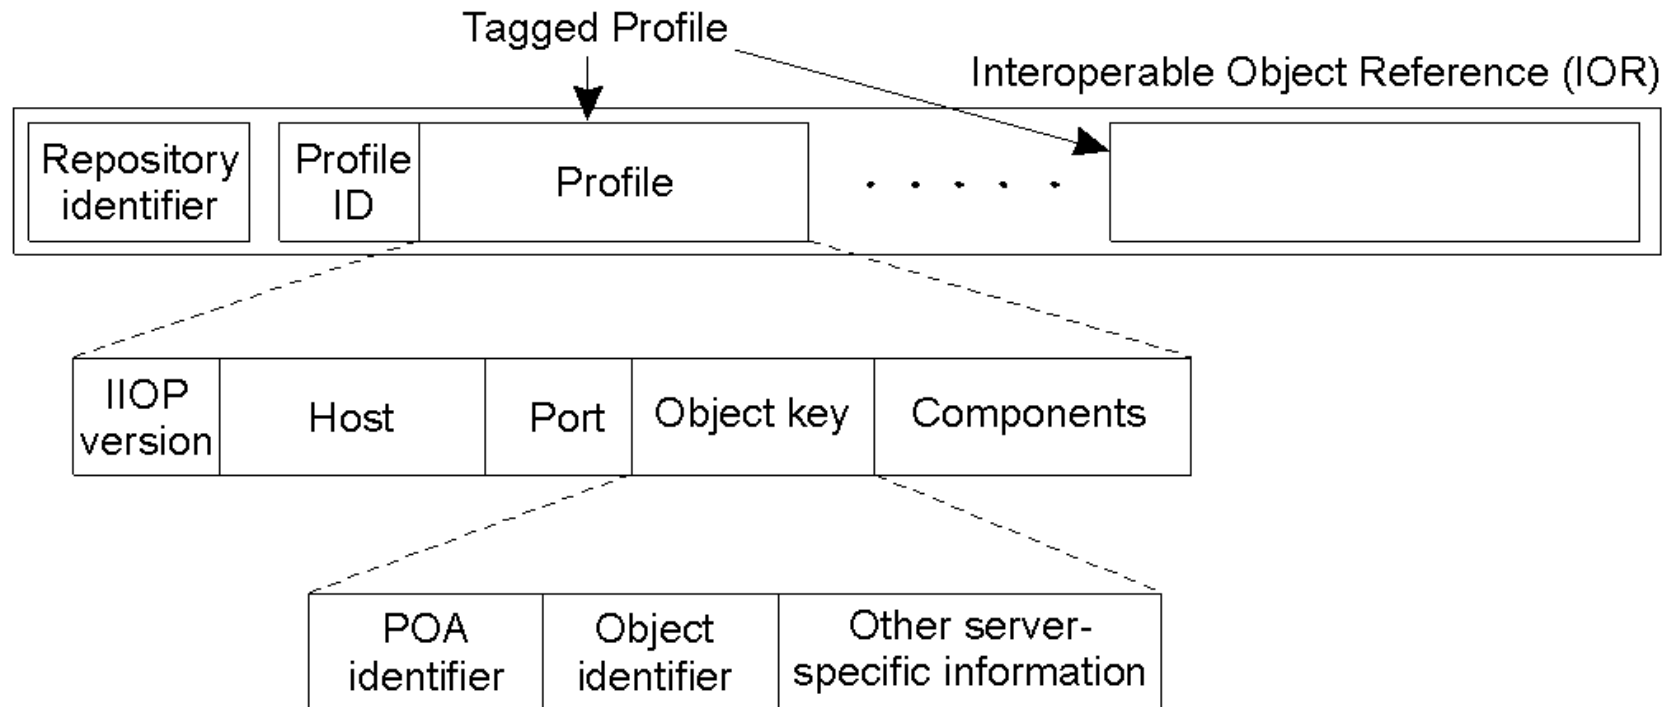 Tagged Profile
Interoperable Object Reference (IOR)
Repository
identifier
Profile
ID
Profile
. . . . .
IIOP
version
Host
Port
Object key
Components
POA
identifier
Object
identifier
Other server-
specific information